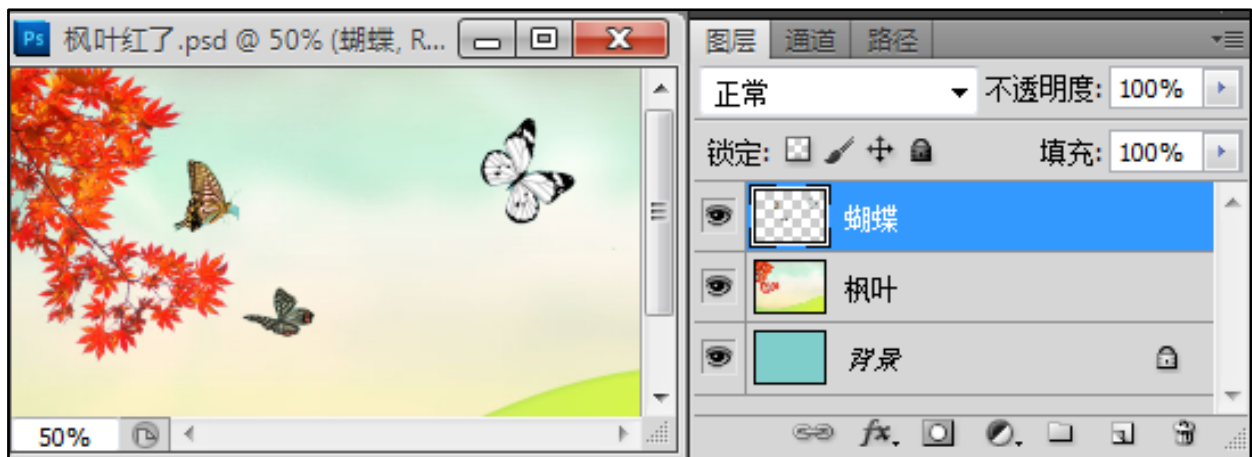 Ps 枫叶红了.psd @ 50% (蝴蝶, R...
50%
图层 通道 路径
正常 不透明度: 100%
锁定: 填充: 100%
蝴蝶
枫叶
背景
fx.